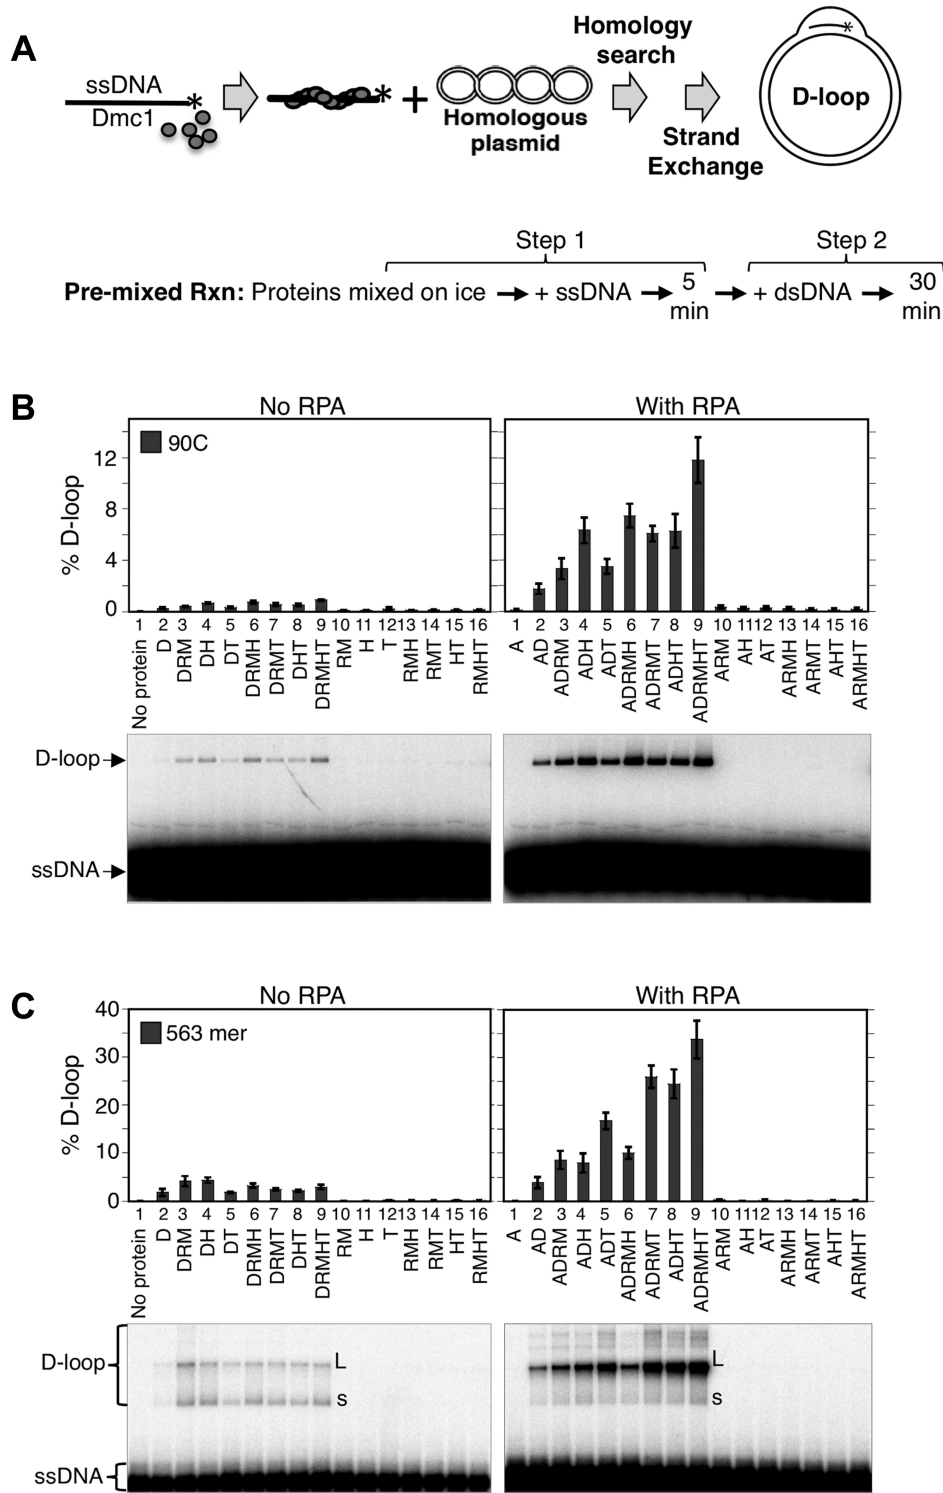 A
ssDNA
*
Dmc1
*
+
Homologous
plasmid
Homology
search
Strand
Exchange
*
D-loop
Step 1
Step 2
Pre-mixed Rxn: Proteins mixed on ice → + ssDNA → 5 min → + dsDNA → 30 min
B
No RPA
With RPA
90C
% D-loop
12
8
4
0
1 2 3 4 5 6 7 8 9 10 11 12 13 14 15 16
No protein
D
DRM
DH
DT
DRMH
DRMT
DHT
DRMHT
RM
H
T
RMH
RMT
HT
RMHT
1 2 3 4 5 6 7 8 9 10 11 12 13 14 15 16
A
AD
ADRM
ADH
ADT
ADRMH
ADRMT
ADHT
ADRMHT
ARM
AH
AT
ARMH
ARMT
AHT
ARMHT
D-loop
ssDNA
C
No RPA
With RPA
563 mer
% D-loop
40
30
20
10
0
1 2 3 4 5 6 7 8 9 10 11 12 13 14 15 16
No protein
D
DRM
DH
DT
DRMH
DRMT
DHT
DRMHT
RM
H
T
RMH
RMT
HT
RMHT
1 2 3 4 5 6 7 8 9 10 11 12 13 14 15 16
A
AD
ADRM
ADH
ADT
ADRMH
ADRMT
ADHT
ADRMHT
ARM
AH
AT
ARMH
ARMT
AHT
ARMHT
D-loop
L
s
L
s
ssDNA